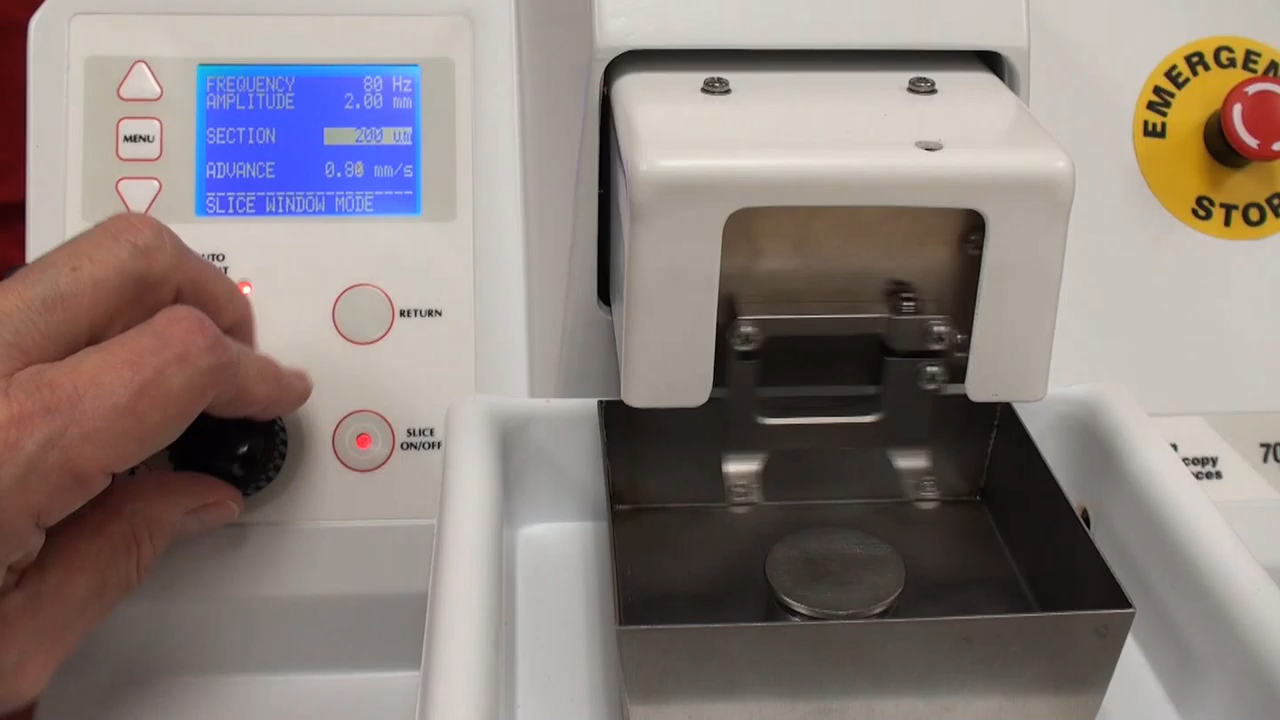 FREQUENCY 80 Hz
AMPLITUDE 2.00 mm
SECTION 200 um
ADVANCE 0.80 mm/s
SLICE WINDOW MODE
MENU
RETURN
SLICE
ON/OFF
EMERGEN
STOP
copy
70